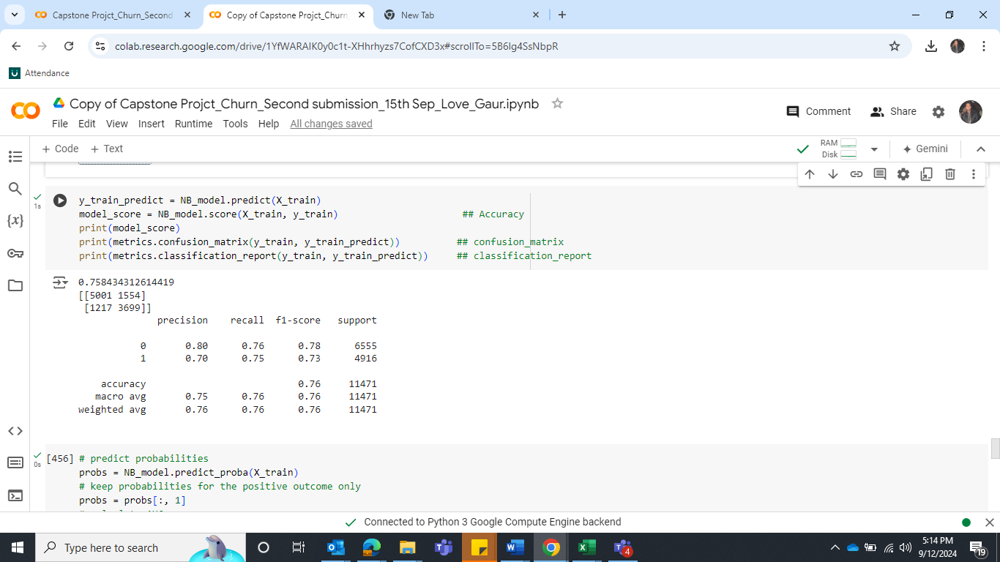 Capstone Projct_Churn_Second
Copy of Capstone Projct_Churn
New Tab
colab.research.google.com/drive/1YfWARAIK0y0c1t-XHhrhyzs7CofCXD3x#scrollTo=5B6lg4SsNbpR
Attendance
Copy of Capstone Projct_Churn_Second submission_15th Sep_Love_Gaur.ipynb
File Edit View Insert Runtime Tools Help All changes saved
Comment Share
+ Code + Text
RAM
Disk
Gemini
1s
y_train_predict = NB_model.predict(X_train)
model_score = NB_model.score(X_train, y_train) ## Accuracy
print(model_score)
print(metrics.confusion_matrix(y_train, y_train_predict)) ## confusion_matrix
print(metrics.classification_report(y_train, y_train_predict)) ## classification_report
0.758434312614419
[[5001 1554]
[1217 3699]]
precision recall f1-score support
0 0.80 0.76 0.78 6555
1 0.70 0.75 0.73 4916
accuracy 0.76 11471
macro avg 0.75 0.76 0.76 11471
weighted avg 0.76 0.76 0.76 11471
0s
[456] # predict probabilities
probs = NB_model.predict_proba(X_train)
# keep probabilities for the positive outcome only
probs = probs[:, 1]
Connected to Python 3 Google Compute Engine backend
Type here to search
4
5:14 PM
9/12/2024
19